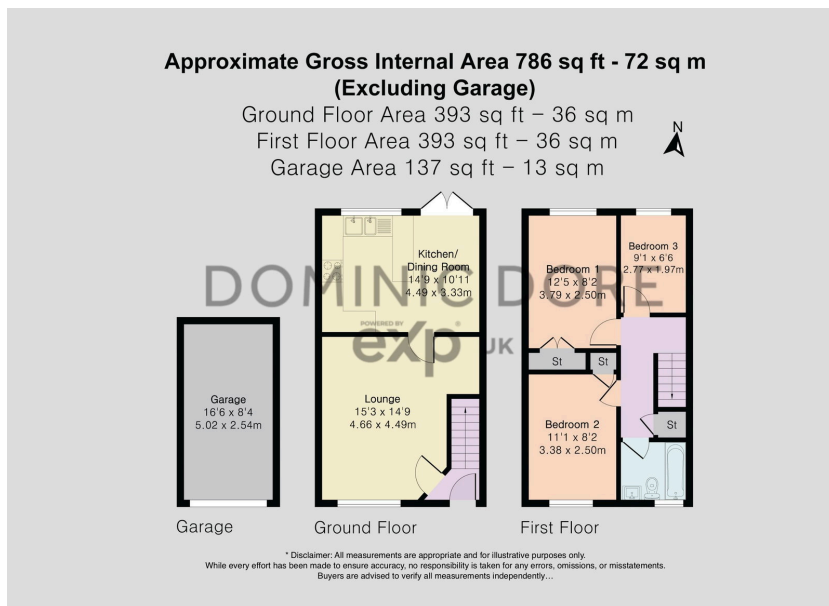 Approximate Gross Internal Area 786 sq ft - 72 sq m
(Excluding Garage)
Ground Floor Area 393 sq ft – 36 sq m
First Floor Area 393 sq ft – 36 sq m
Garage Area 137 sq ft – 13 sq m
N
Kitchen/
Dining Room
14'9 x 10'11
4.49 x 3.33m
Bedroom 1
12'5 x 8'2
3.79 x 2.50m
Bedroom 3
9'1 x 6'6
2.77 x 1.97m
DOMINIC DORE
POWERED BY
exp® UK
St
St
Garage
16'6 x 8'4
5.02 x 2.54m
Lounge
15'3 x 14'9
4.66 x 4.49m
Bedroom 2
11'1 x 8'2
3.38 x 2.50m
St
Garage
Ground Floor
First Floor
* Disclaimer: All measurements are appropriate and for illustrative purposes only.
While every effort has been made to ensure accuracy, no responsibility is taken for any errors, omissions, or misstatements.
Buyers are advised to verify all measurements independently…